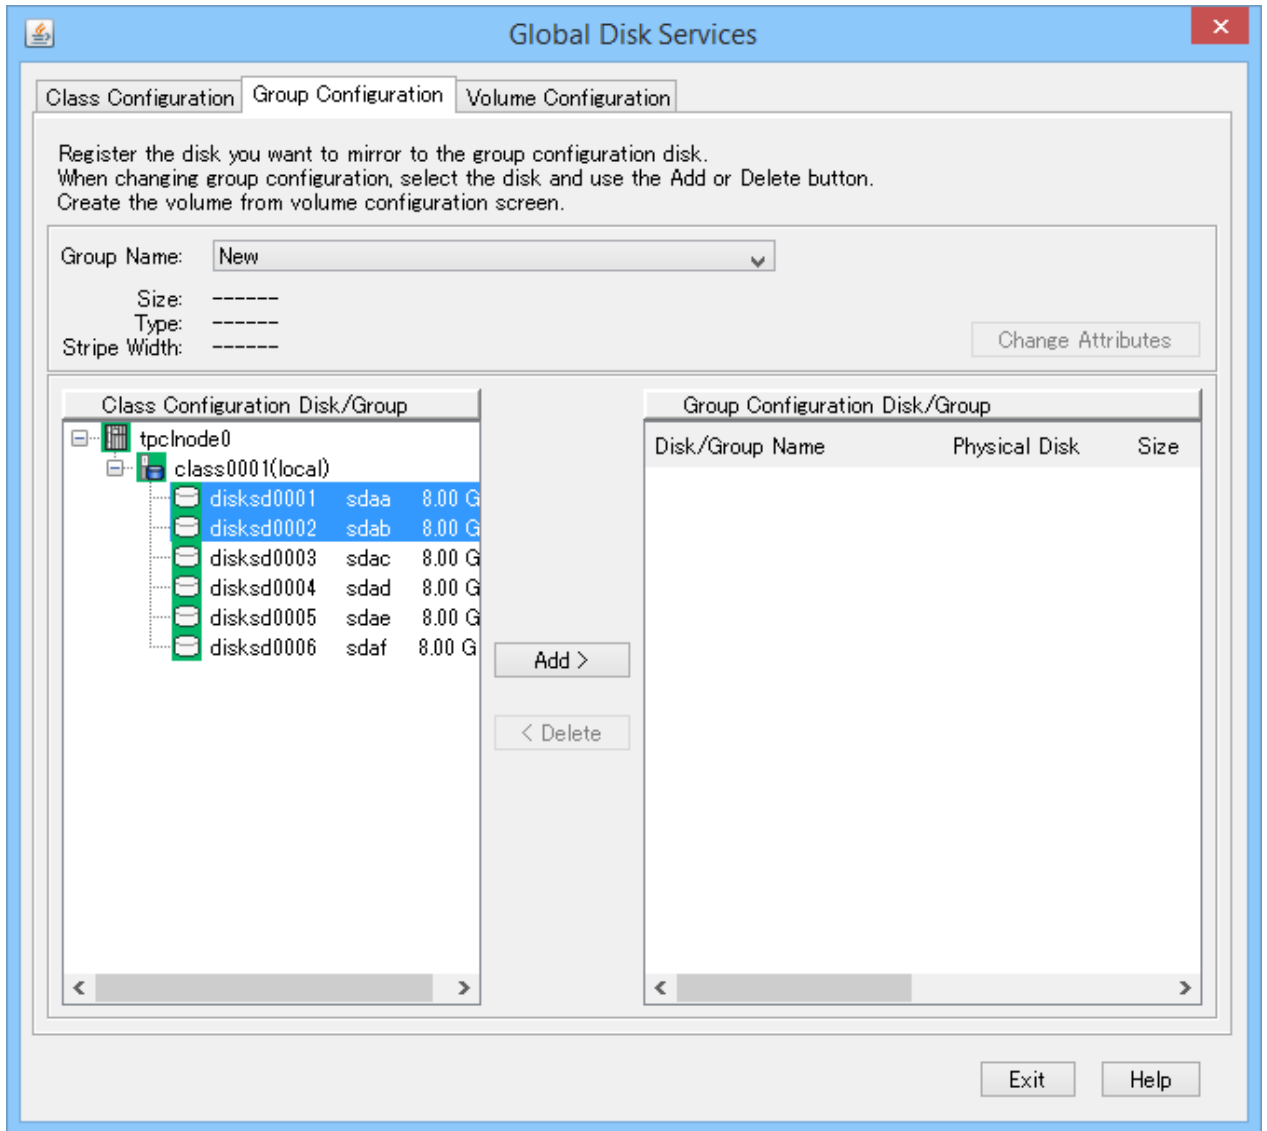 Global Disk Services
Class Configuration Group Configuration Volume Configuration
Register the disk you want to mirror to the group configuration disk.
When changing group configuration, select the disk and use the Add or Delete button.
Create the volume from volume configuration screen.
Group Name: New
Size: ------
Type: ------
Stripe Width: ------
Change Attributes
Class Configuration Disk/Group
tpclnode0
class0001(local)
disksd0001 sdaa 8.00 G
disksd0002 sdab 8.00 G
disksd0003 sdac 8.00 G
disksd0004 sdad 8.00 G
disksd0005 sdae 8.00 G
disksd0006 sdaf 8.00 G
Add >
< Delete
Group Configuration Disk/Group
Disk/Group Name Physical Disk Size
Exit Help